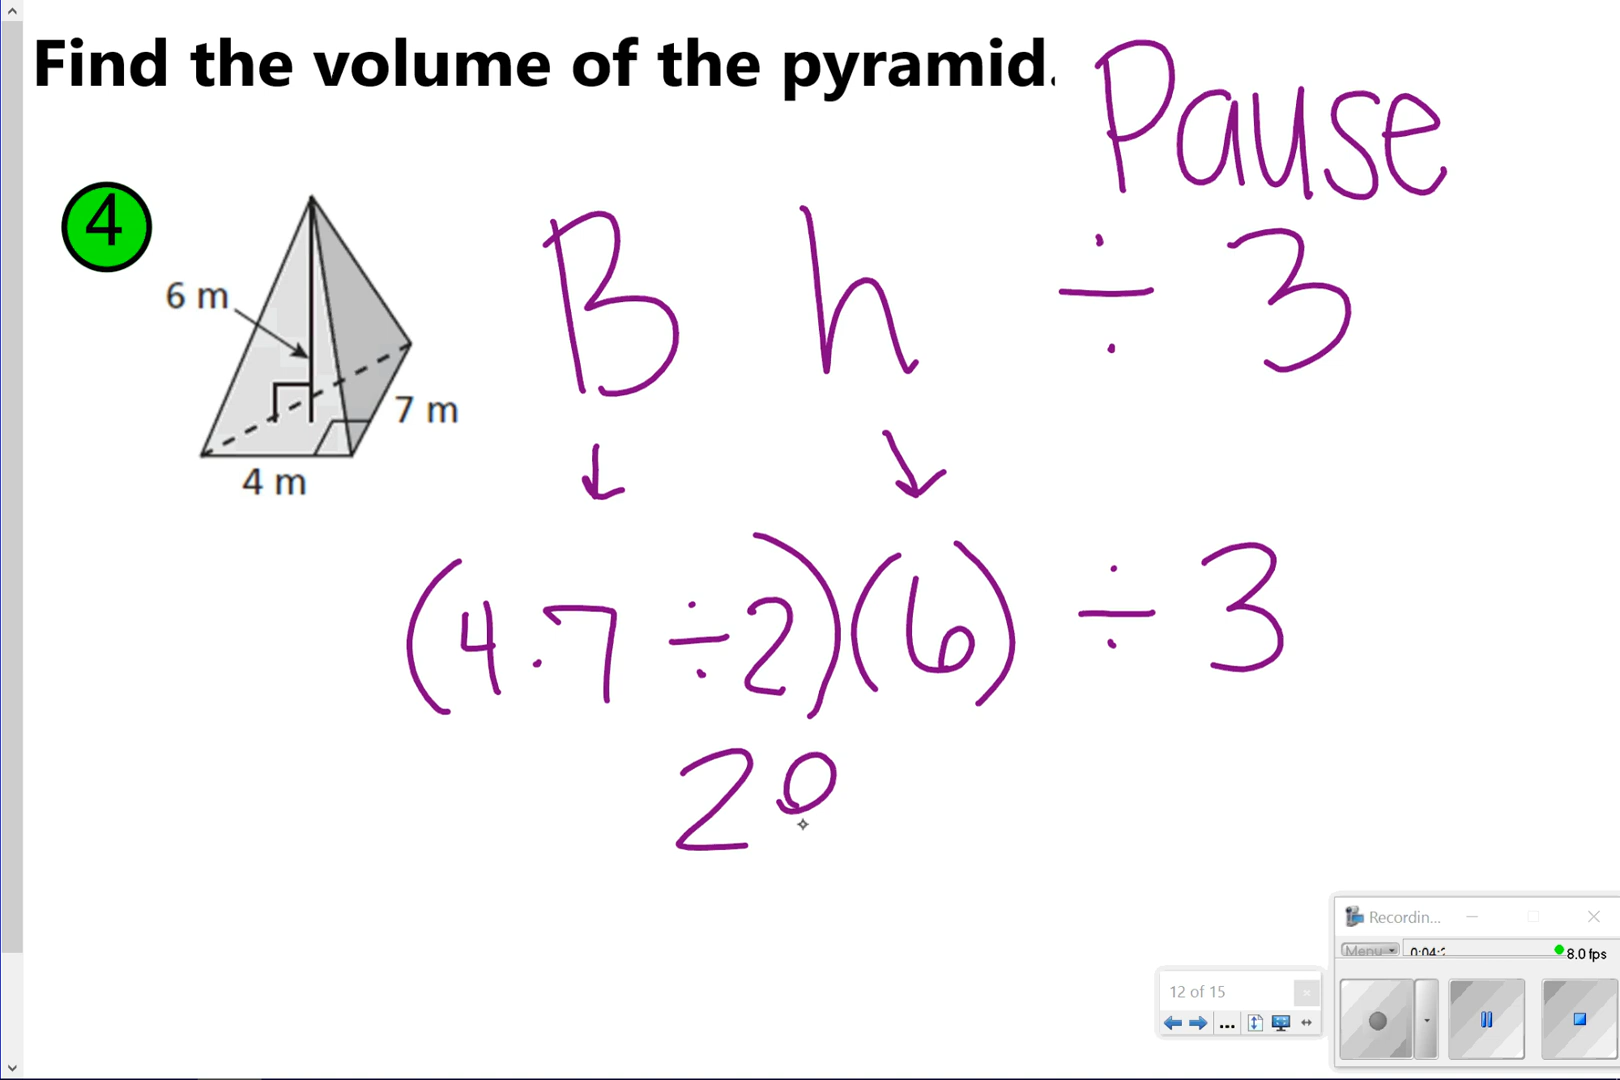 Find the volume of the pyramid.
Pause
4
6 m
7 m
4 m
B h ÷ 3
(4.7 ÷ 2)(6) ÷ 3
28
Recordin...
Menu
8.0 fps
12 of 15